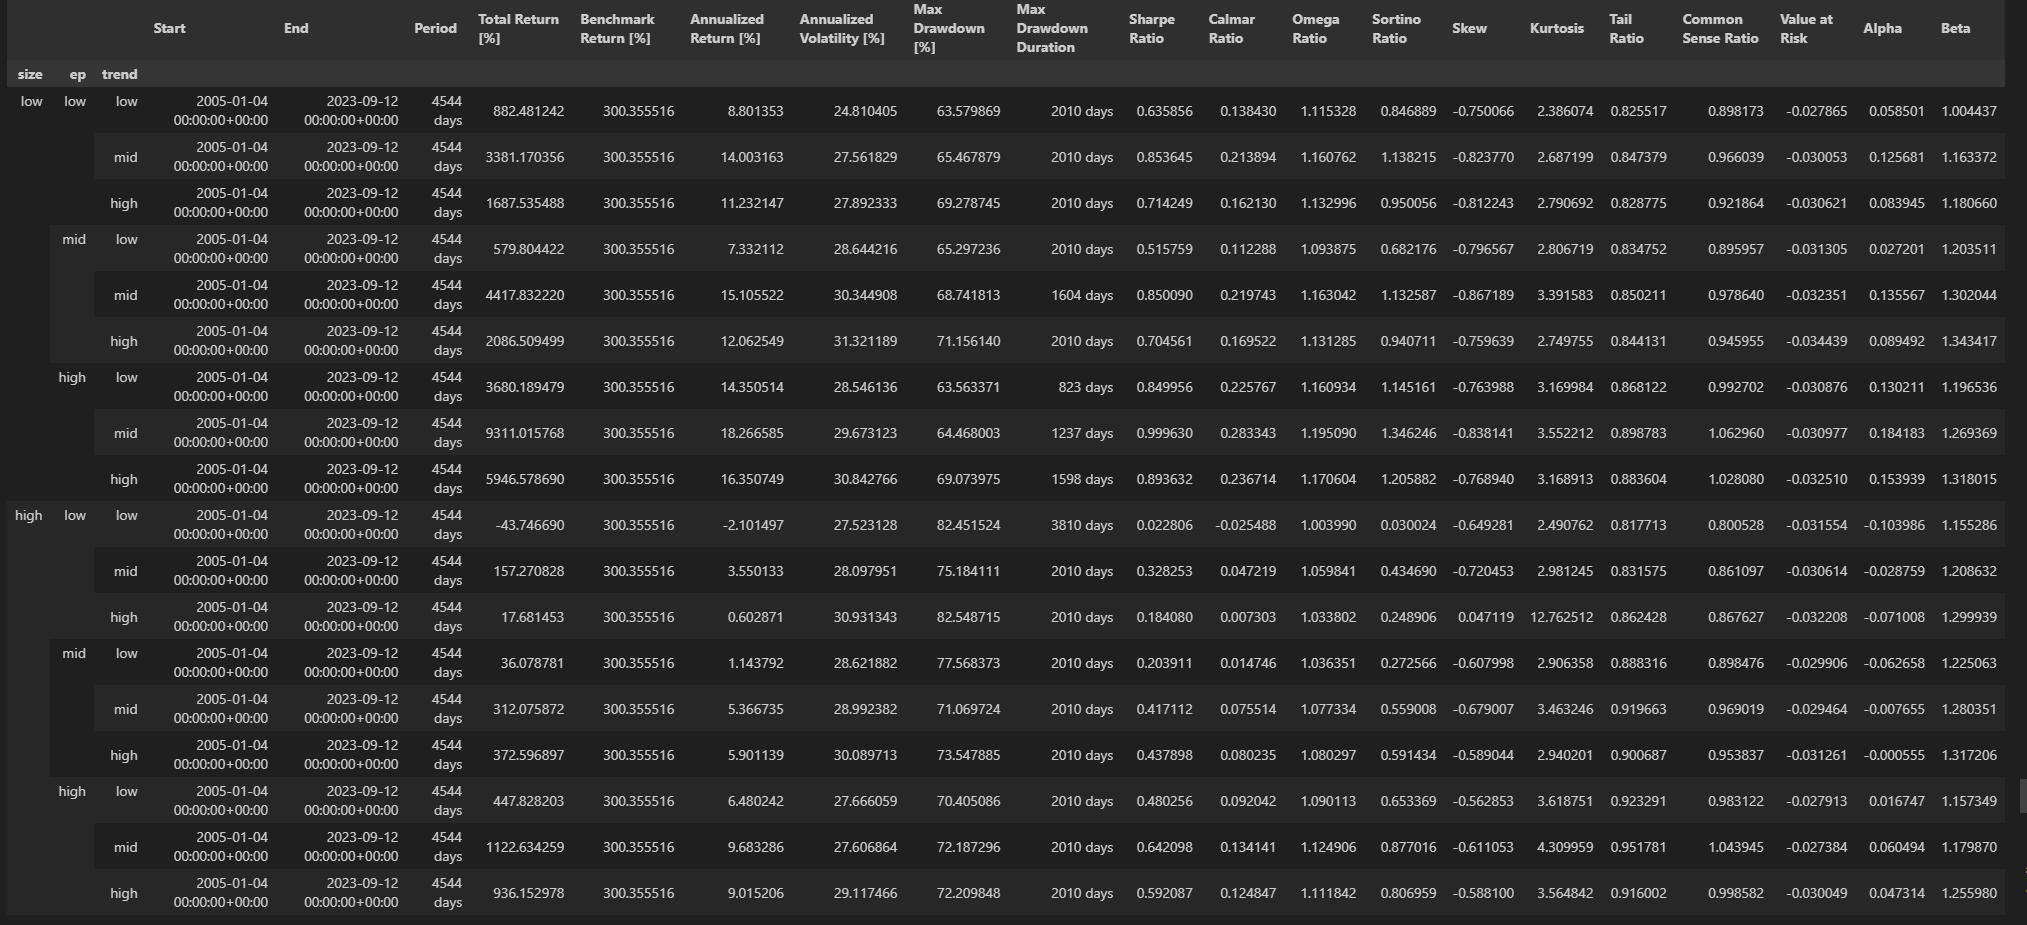 Start End Period Total Return [%] Benchmark Return [%] Annualized Return [%] Annualized Volatility [%] Max Drawdown [%] Max Drawdown Duration Sharpe Ratio Calmar Ratio Omega Ratio Sortino Ratio Skew Kurtosis Tail Ratio Common Sense Ratio Value at Risk Alpha Beta
size ep trend
low low low 2005-01-04 00:00:00+00:00 2023-09-12 00:00:00+00:00 4544 days 882.481242 300.355516 8.801353 24.810405 63.579869 2010 days 0.635856 0.138430 1.115328 0.846889 -0.750066 2.386074 0.825517 0.898173 -0.027865 0.058501 1.004437
mid 2005-01-04 00:00:00+00:00 2023-09-12 00:00:00+00:00 4544 days 3381.170356 300.355516 14.003163 27.561829 65.467879 2010 days 0.853645 0.213894 1.160762 1.138215 -0.823770 2.687199 0.847379 0.966039 -0.030053 0.125681 1.163372
high 2005-01-04 00:00:00+00:00 2023-09-12 00:00:00+00:00 4544 days 1687.535488 300.355516 11.232147 27.892333 69.278745 2010 days 0.714249 0.162130 1.132996 0.950056 -0.812243 2.790692 0.828775 0.921864 -0.030621 0.083945 1.180660
mid low 2005-01-04 00:00:00+00:00 2023-09-12 00:00:00+00:00 4544 days 579.804422 300.355516 7.332112 28.644216 65.297236 2010 days 0.515759 0.112288 1.093875 0.682176 -0.796567 2.806719 0.834752 0.895957 -0.031305 0.027201 1.203511
mid 2005-01-04 00:00:00+00:00 2023-09-12 00:00:00+00:00 4544 days 4417.832220 300.355516 15.105522 30.344908 68.741813 1604 days 0.850090 0.219743 1.163042 1.132587 -0.867189 3.391583 0.850211 0.978640 -0.032351 0.135567 1.302044
high 2005-01-04 00:00:00+00:00 2023-09-12 00:00:00+00:00 4544 days 2086.509499 300.355516 12.062549 31.321189 71.156140 2010 days 0.704561 0.169522 1.131285 0.940711 -0.759639 2.749755 0.844131 0.945955 -0.034439 0.089492 1.343417
high low 2005-01-04 00:00:00+00:00 2023-09-12 00:00:00+00:00 4544 days 3680.189479 300.355516 14.350514 28.546136 63.563371 823 days 0.849956 0.225767 1.160934 1.145161 -0.763988 3.169984 0.868122 0.992702 -0.030876 0.130211 1.196536
mid 2005-01-04 00:00:00+00:00 2023-09-12 00:00:00+00:00 4544 days 9311.015768 300.355516 18.266585 29.673123 64.468003 1237 days 0.999630 0.283343 1.195090 1.346246 -0.838141 3.552212 0.898783 1.062960 -0.030977 0.184183 1.269369
high 2005-01-04 00:00:00+00:00 2023-09-12 00:00:00+00:00 4544 days 5946.578690 300.355516 16.350749 30.842766 69.073975 1598 days 0.893632 0.236714 1.170604 1.205882 -0.768940 3.168913 0.883604 1.028080 -0.032510 0.153939 1.318015
high low low 2005-01-04 00:00:00+00:00 2023-09-12 00:00:00+00:00 4544 days -43.746690 300.355516 -2.101497 27.523128 82.451524 3810 days 0.022806 -0.025488 1.003990 0.030024 -0.649281 2.490762 0.817713 0.800528 -0.031554 -0.103986 1.155286
mid 2005-01-04 00:00:00+00:00 2023-09-12 00:00:00+00:00 4544 days 157.270828 300.355516 3.550133 28.097951 75.184111 2010 days 0.328253 0.047219 1.059841 0.434690 -0.720453 2.981245 0.831575 0.861097 -0.030614 -0.028759 1.208632
high 2005-01-04 00:00:00+00:00 2023-09-12 00:00:00+00:00 4544 days 17.681453 300.355516 0.602871 30.931343 82.548715 2010 days 0.184080 0.007303 1.033802 0.248906 0.047119 12.762512 0.862428 0.867627 -0.032208 -0.071008 1.299939
mid low 2005-01-04 00:00:00+00:00 2023-09-12 00:00:00+00:00 4544 days 36.078781 300.355516 1.143792 28.621882 77.568373 2010 days 0.203911 0.014746 1.036351 0.272566 -0.607998 2.906358 0.888316 0.898476 -0.029906 -0.062658 1.225063
mid 2005-01-04 00:00:00+00:00 2023-09-12 00:00:00+00:00 4544 days 312.075872 300.355516 5.366735 28.992382 71.069724 2010 days 0.417112 0.075514 1.077334 0.559008 -0.679007 3.463246 0.919663 0.969019 -0.029464 -0.007655 1.280351
high 2005-01-04 00:00:00+00:00 2023-09-12 00:00:00+00:00 4544 days 372.596897 300.355516 5.901139 30.089713 73.547885 2010 days 0.437898 0.080235 1.080297 0.591434 -0.589044 2.940201 0.900687 0.953837 -0.031261 -0.000555 1.317206
high low 2005-01-04 00:00:00+00:00 2023-09-12 00:00:00+00:00 4544 days 447.828203 300.355516 6.480242 27.666059 70.405086 2010 days 0.480256 0.092042 1.090113 0.653369 -0.562853 3.618751 0.923291 0.983122 -0.027913 0.016747 1.157349
mid 2005-01-04 00:00:00+00:00 2023-09-12 00:00:00+00:00 4544 days 1122.634259 300.355516 9.683286 27.606864 72.187296 2010 days 0.642098 0.134141 1.124906 0.877016 -0.611053 4.309959 0.951781 1.043945 -0.027384 0.060494 1.179870
high 2005-01-04 00:00:00+00:00 2023-09-12 00:00:00+00:00 4544 days 936.152978 300.355516 9.015206 29.117466 72.209848 2010 days 0.592087 0.124847 1.111842 0.806959 -0.588100 3.564842 0.916002 0.998582 -0.030049 0.047314 1.255980